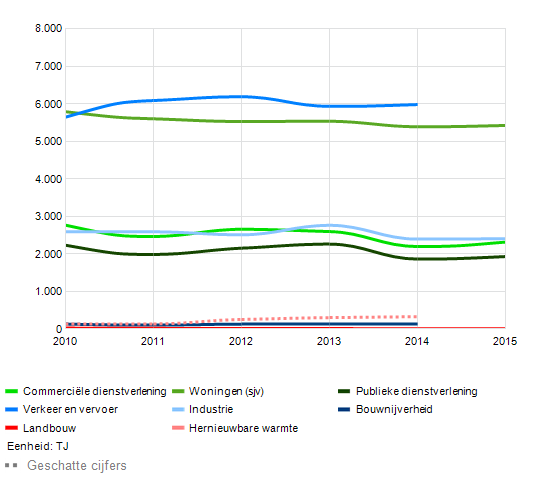 8.000
7.000
6.000
5.000
4.000
3.000
2.000
1.000
0
2010 2011 2012 2013 2014 2015
Commerciële dienstverlening Woningen (sjv) Publieke dienstverlening
Verkeer en vervoer Industrie Bouwnijverheid
Landbouw Hernieuwbare warmte
Eenheid: TJ
Geschatte cijfers